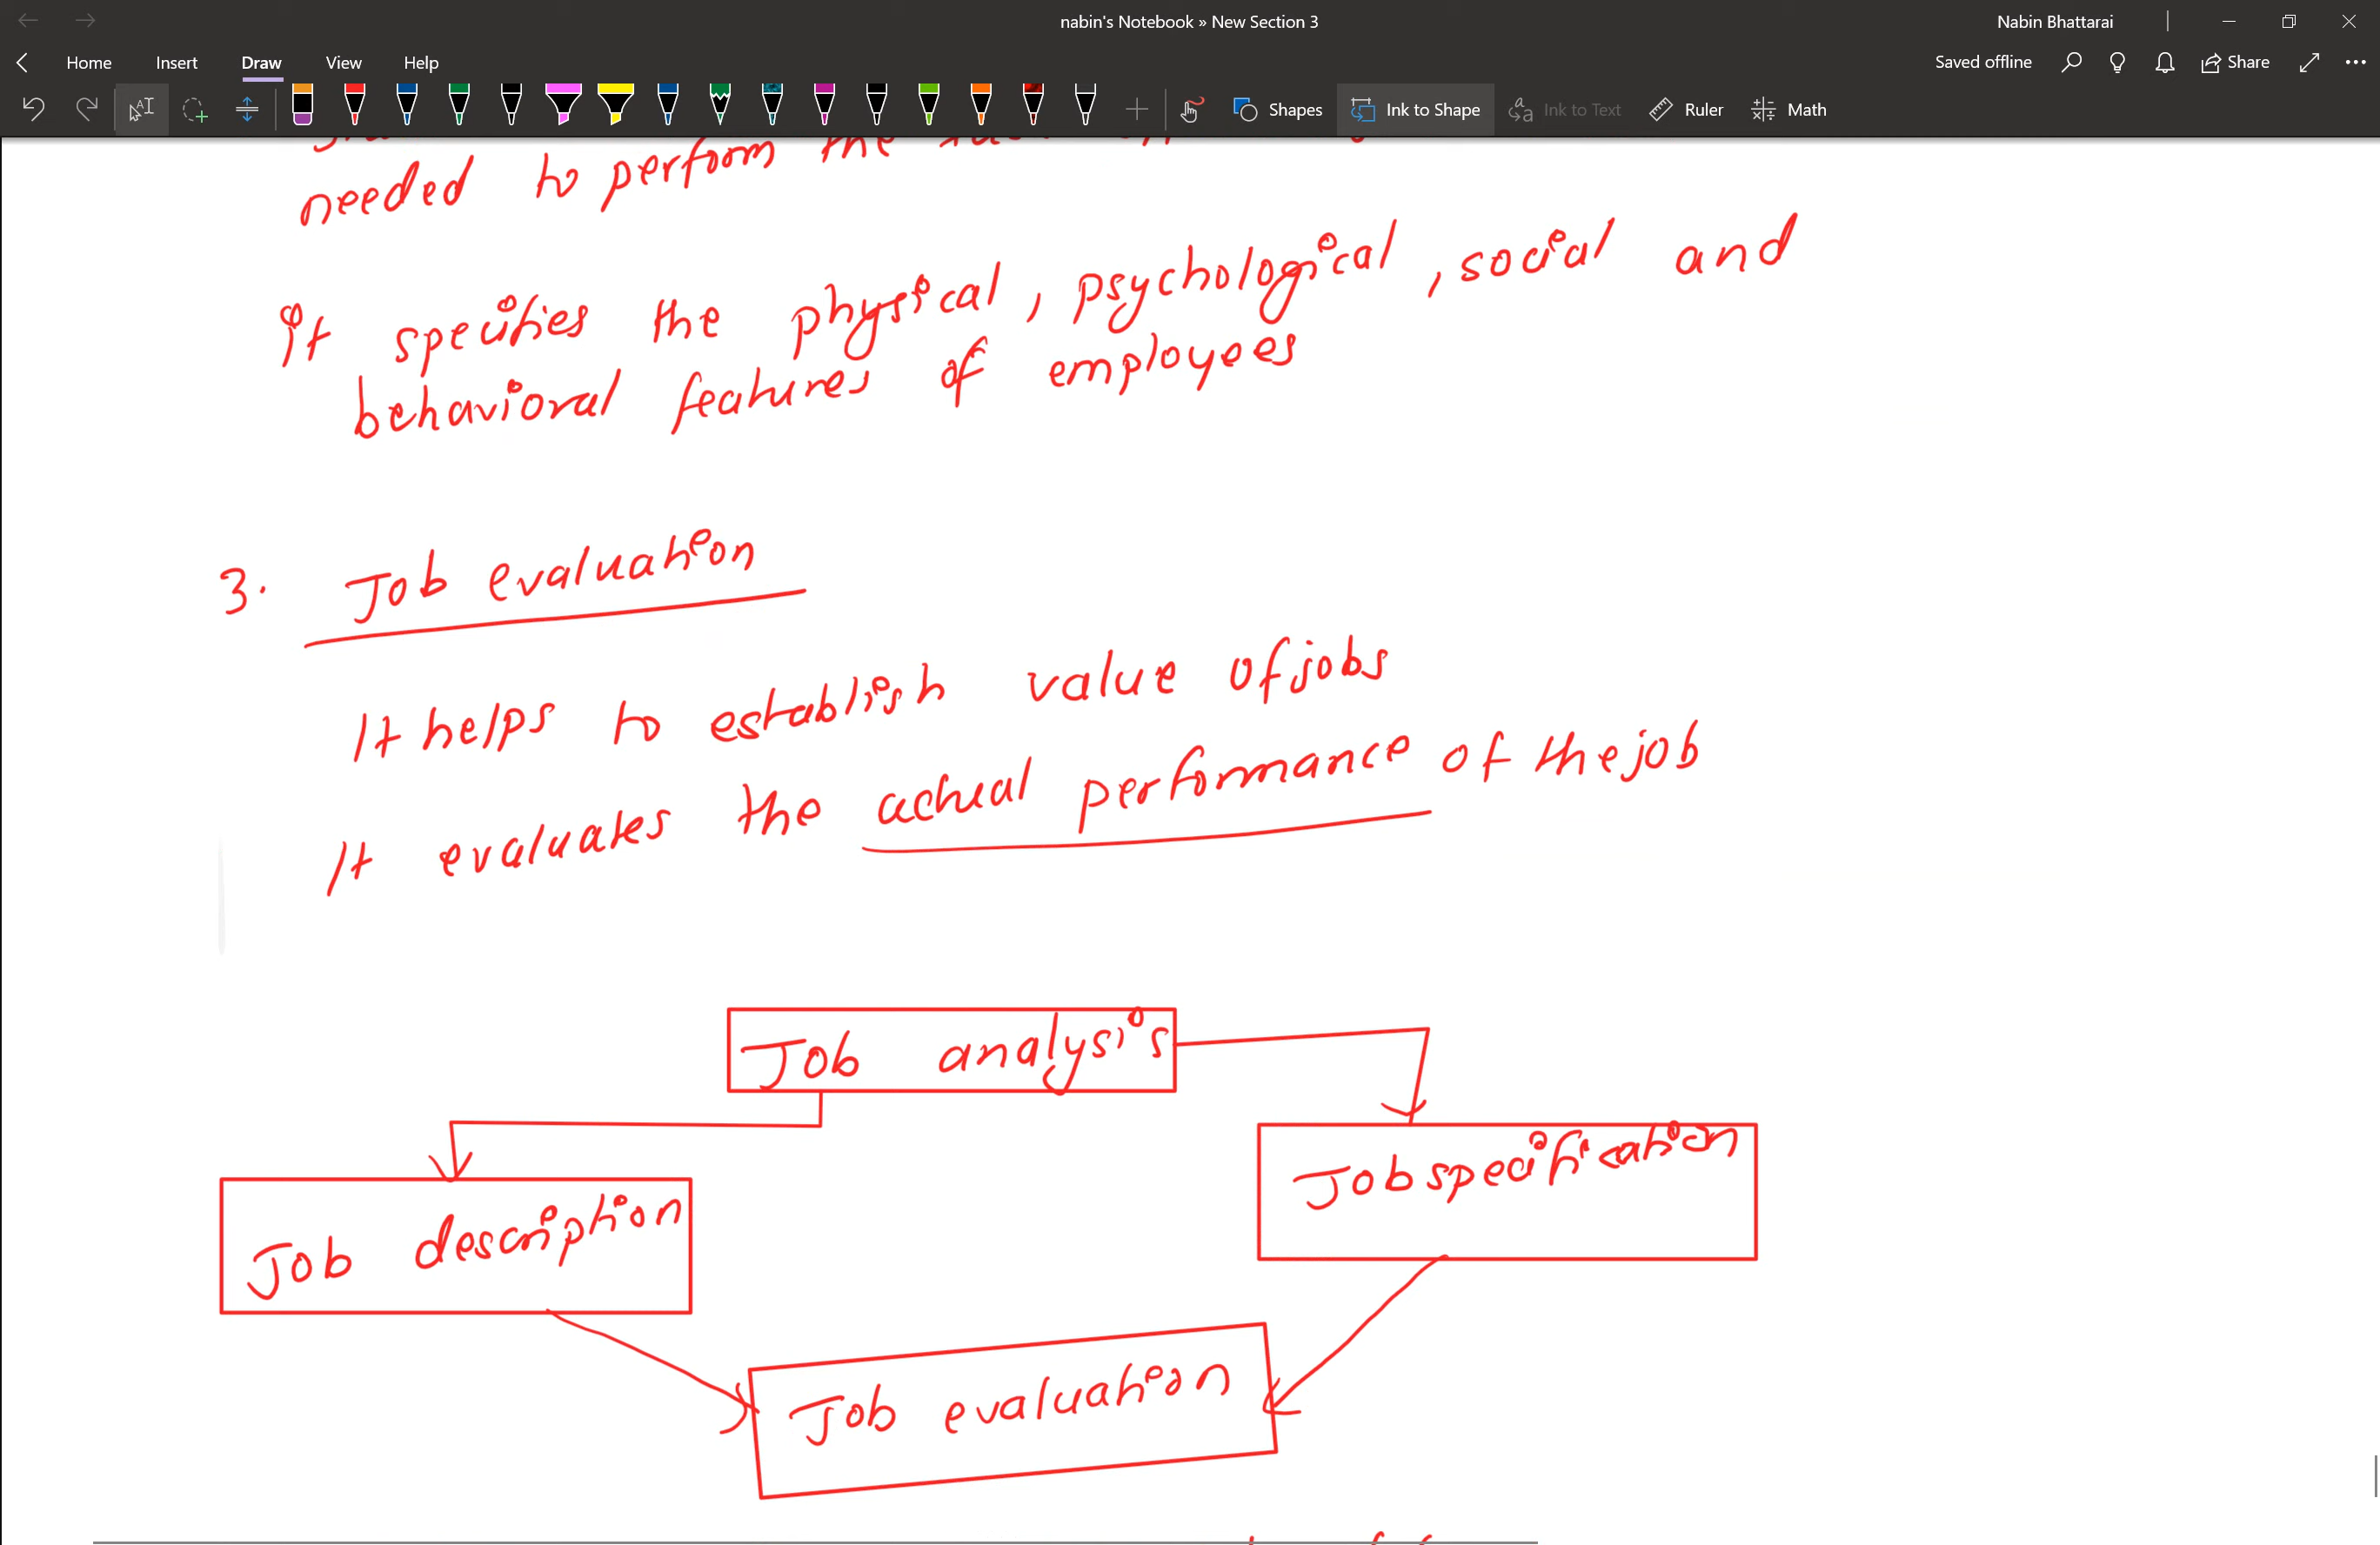 nabin's Notebook » New Section 3
Nabin Bhattarai
Home Insert Draw View Help
Saved offline
Share
Shapes Ink to Shape Ink to Text Ruler Math
needed to perform the
it specifies the physical, psychological, social and
behavioral features of employees
3. Job evaluation
It helps to establish value of jobs
It evaluates the actual performance of the job
Job analysis
Job specification
Job description
Job evaluation